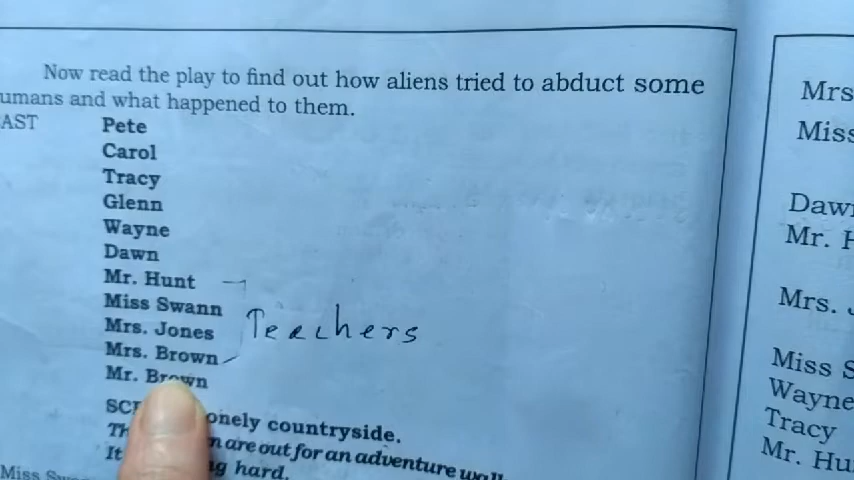 Now read the play to find out how aliens tried to abduct some
umans and what happened to them.
AST
Pete
Carol
Tracy
Glenn
Wayne
Dawn
Mr. Hunt
Miss Swann
Mrs. Jones
Mrs. Brown
Mr. Brown
Teachers
onely countryside.
n are out for an adventure
It g hard.
Miss
Mrs
Miss
Dawn
Mr. H
Mrs. J
Miss S
Wayne
Tracy
Mr. Hu